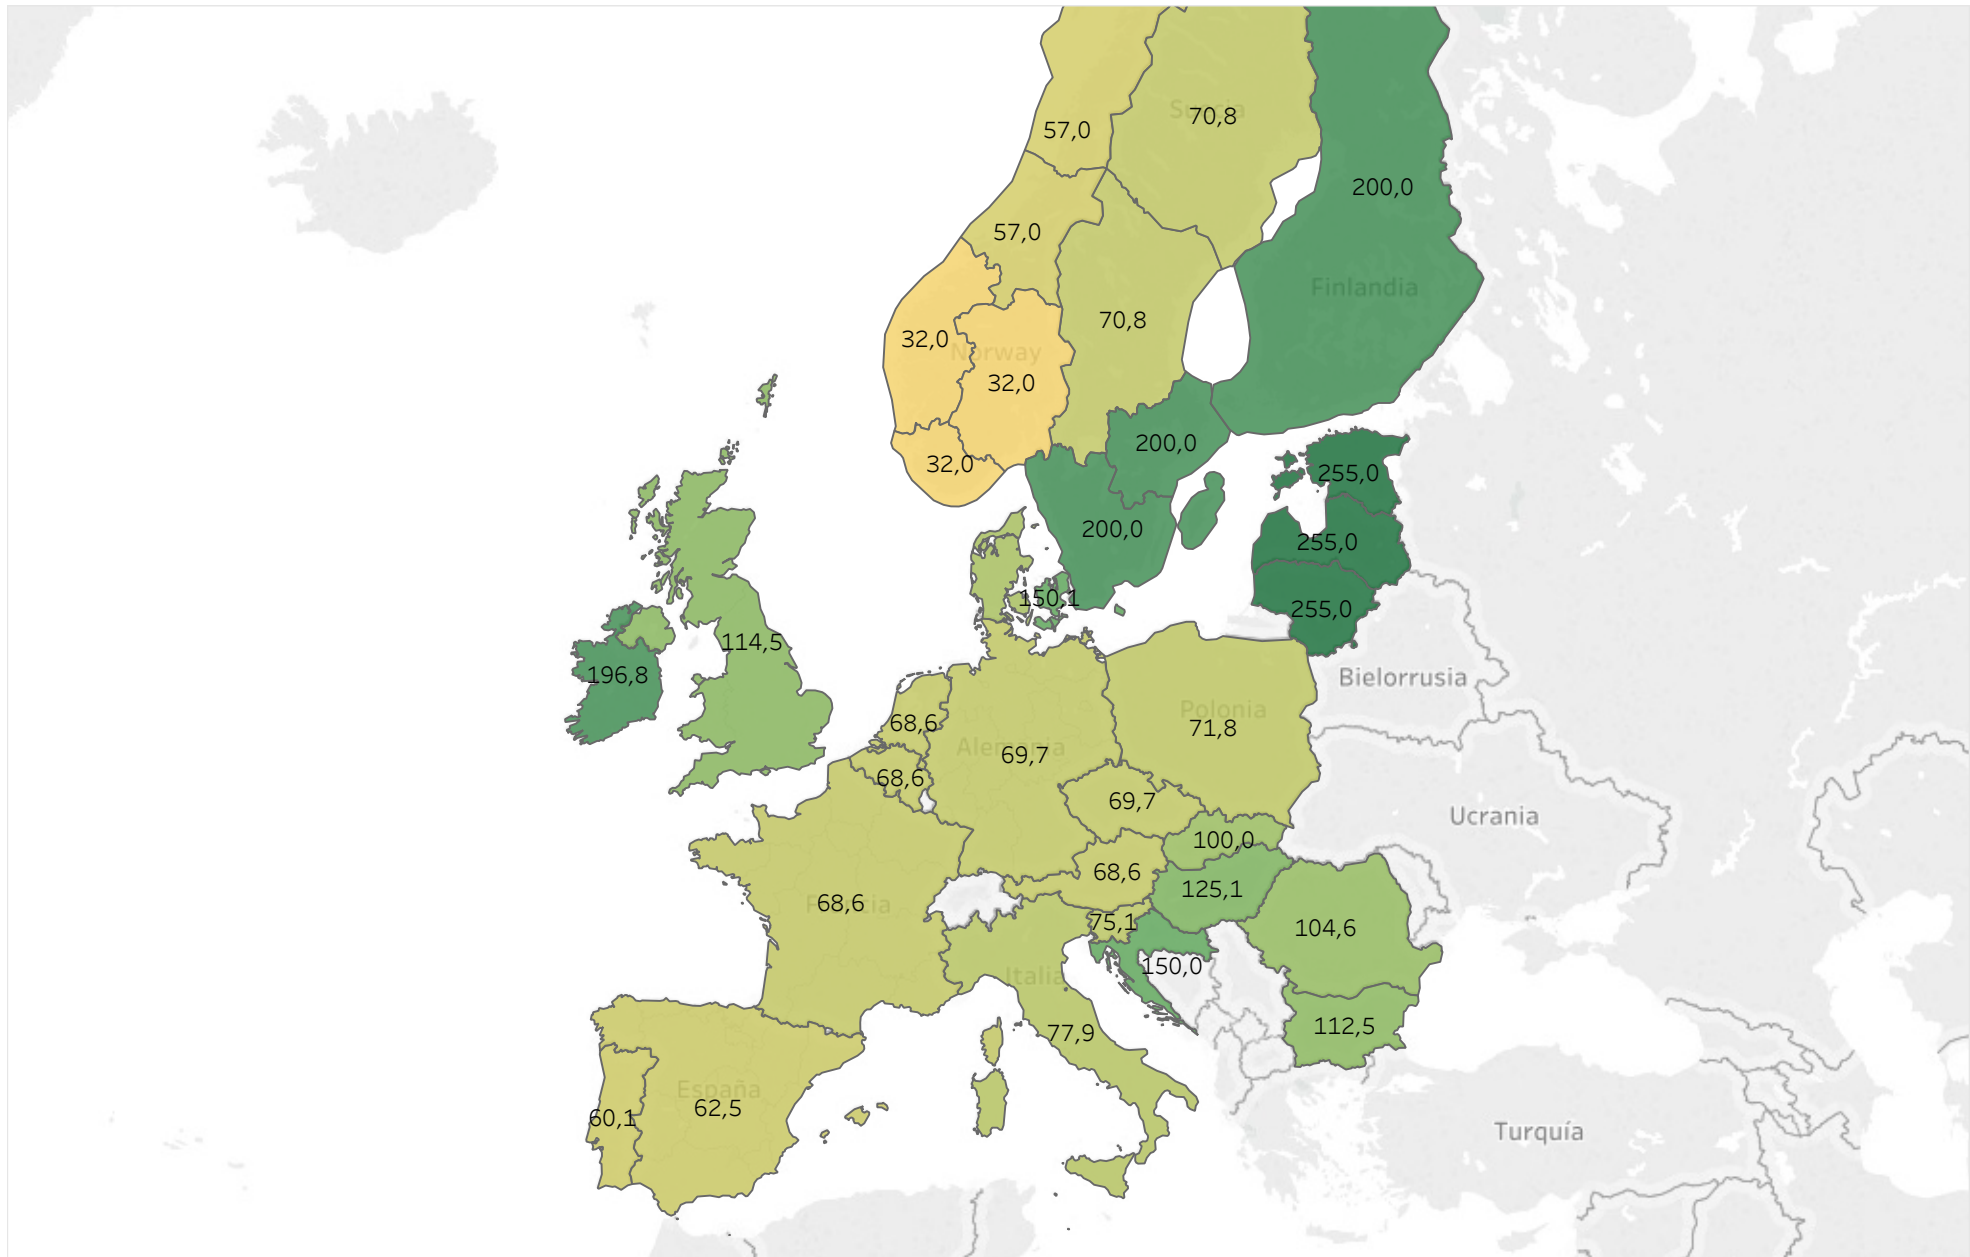 Suecia
70,8
57,0
200,0
57,0
Finlandia
70,8
32,0
Norway
32,0
200,0
32,0
255,0
200,0
255,0
150,1
255,0
114,5
196,8
Bielorrusia
Polonia
68,6
71,8
Alemania
69,7
68,6
69,7
Ucrania
100,0
68,6
125,1
Francia
68,6
75,1
104,6
150,0
Italia
112,5
77,9
España
62,5
60,1
Turquía